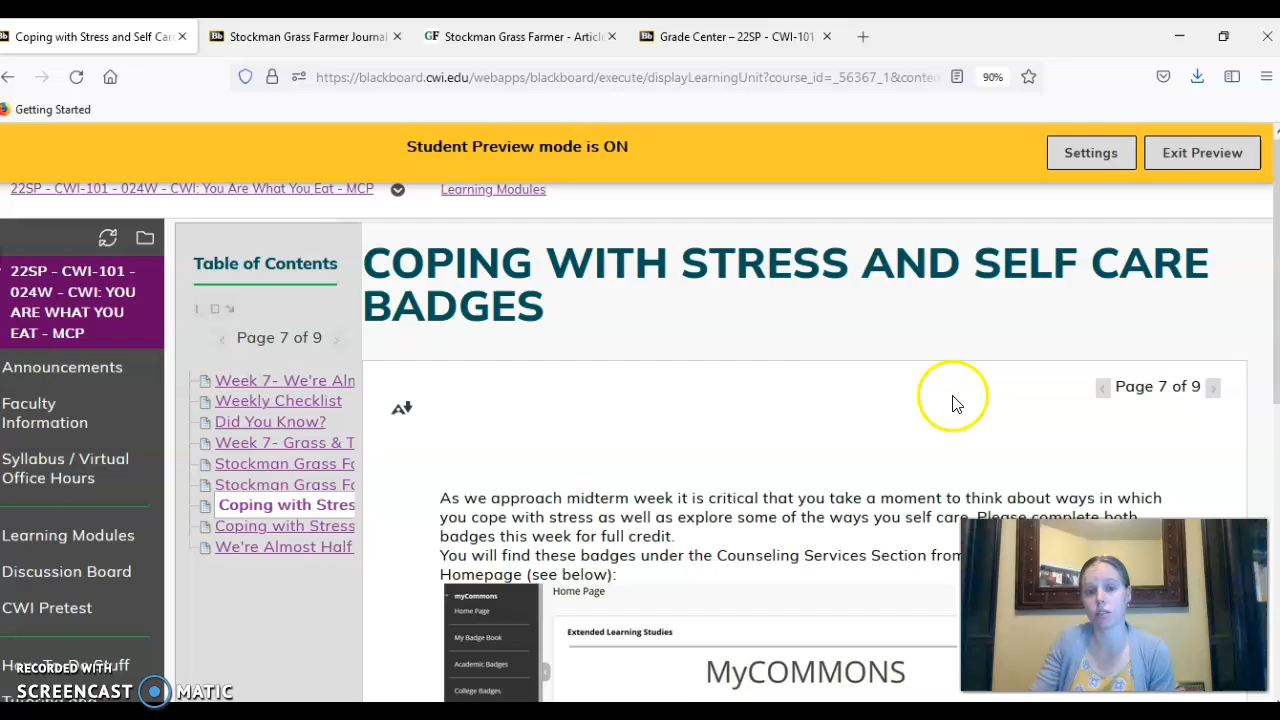 Coping with Stress and Self Care
Stockman Grass Farmer Journal
Stockman Grass Farmer - Article
Grade Center – 22SP - CWI-101
https://blackboard.cwi.edu/webapps/blackboard/execute/displayLearningUnit?course_id=_56367_1&conte
90%
Getting Started
Student Preview mode is ON
Settings
Exit Preview
22SP - CWI-101 - 024W - CWI: You Are What You Eat - MCP
Learning Modules
22SP - CWI-101 -
024W - CWI: YOU
ARE WHAT YOU
EAT - MCP
Announcements
Faculty
Information
Syllabus / Virtual
Office Hours
Learning Modules
Discussion Board
CWI Pretest
Table of Contents
Page 7 of 9
Week 7- We're Alm
Weekly Checklist
Did You Know?
Week 7- Grass & T
Stockman Grass Fa
Stockman Grass Fa
Coping with Stres
Coping with Stress
We're Almost Half
COPING WITH STRESS AND SELF CARE
BADGES
Page 7 of 9
As we approach midterm week it is critical that you take a moment to think about ways in which
you cope with stress as well as explore some of the ways you self care. Please complete both
badges this week for full credit.
You will find these badges under the Counseling Services Section from
Homepage (see below):
myCommons
Home Page
My Badge Book
Academic Badges
College Badges
Home Page
Extended Learning Studies
MyCOMMONS
RECORDED WITH
SCREENCAST MATIC